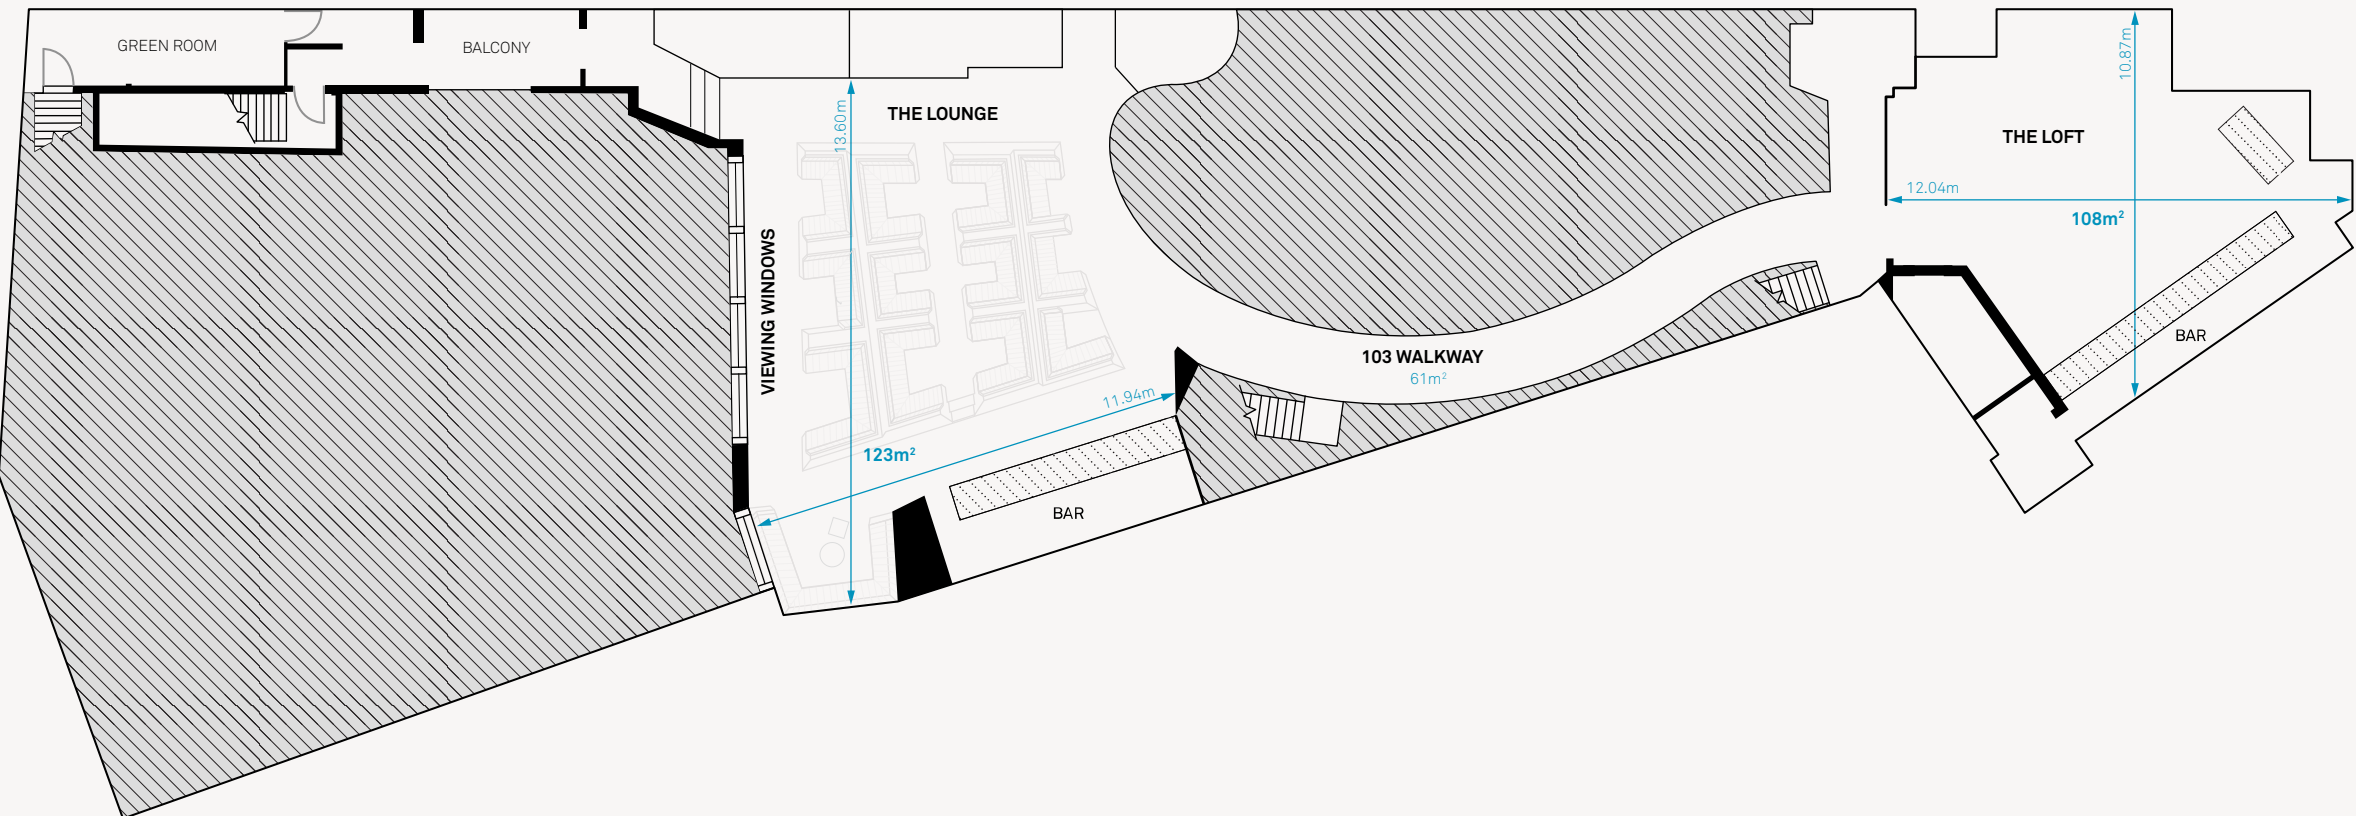 GREEN ROOM
BALCONY
THE LOUNGE
13.60m
VIEWING WINDOWS
11.94m
123m²
BAR
103 WALKWAY
61m²
THE LOFT
10.87m
12.04m
108m²
BAR